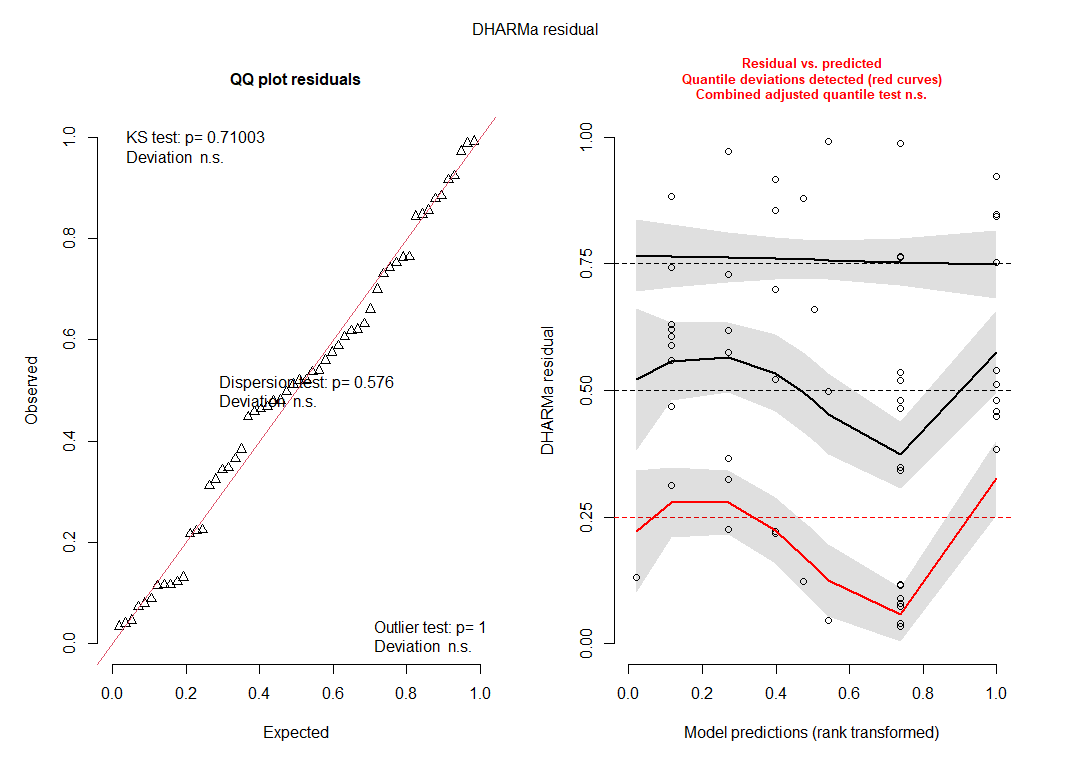 DHARMa residual
QQ plot residuals
KS test: p= 0.71003
Deviation n.s.
Dispersion test: p= 0.576
Deviation n.s.
Outlier test: p= 1
Deviation n.s.
Observed
1.0
0.8
0.6
0.4
0.2
0.0
0.0 0.2 0.4 0.6 0.8 1.0
Expected
Residual vs. predicted
Quantile deviations detected (red curves)
Combined adjusted quantile test n.s.
DHARMa residual
1.00
0.75
0.50
0.25
0.00
0.0 0.2 0.4 0.6 0.8 1.0
Model predictions (rank transformed)